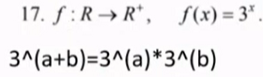 17. f : R → R⁺, f(x) = 3ˣ.
3^(a+b)=3^(a)*3^(b)